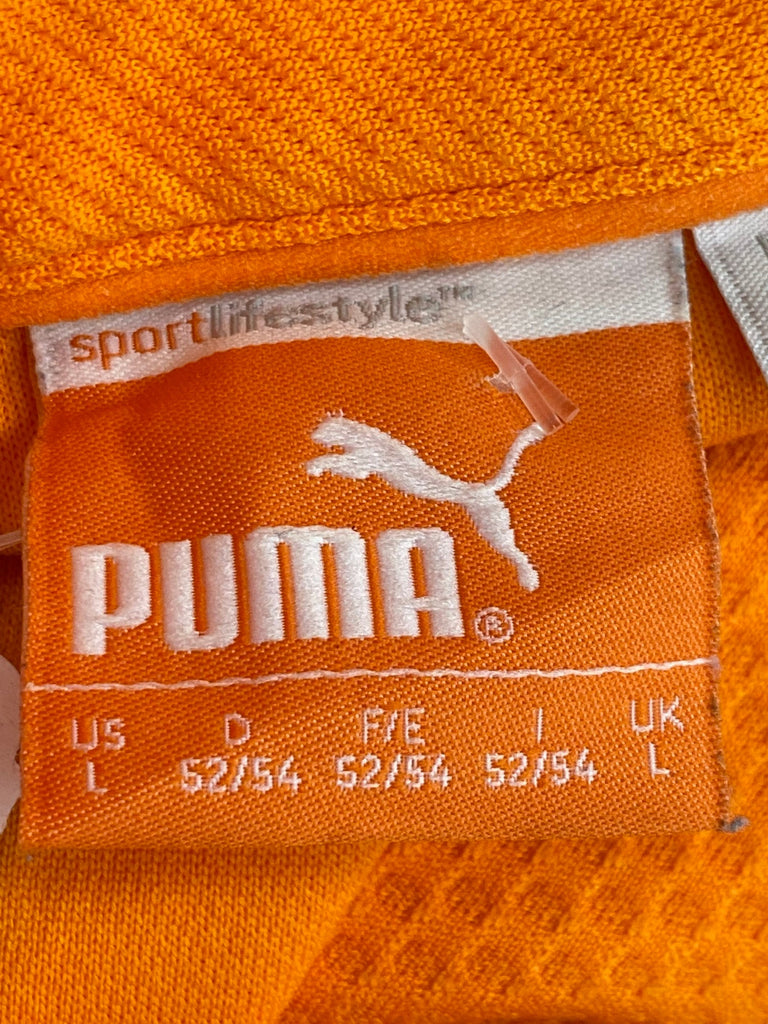 sportlifestyle™
PUMA®
US D F/E I UK
L 52/54 52/54 52/54 L